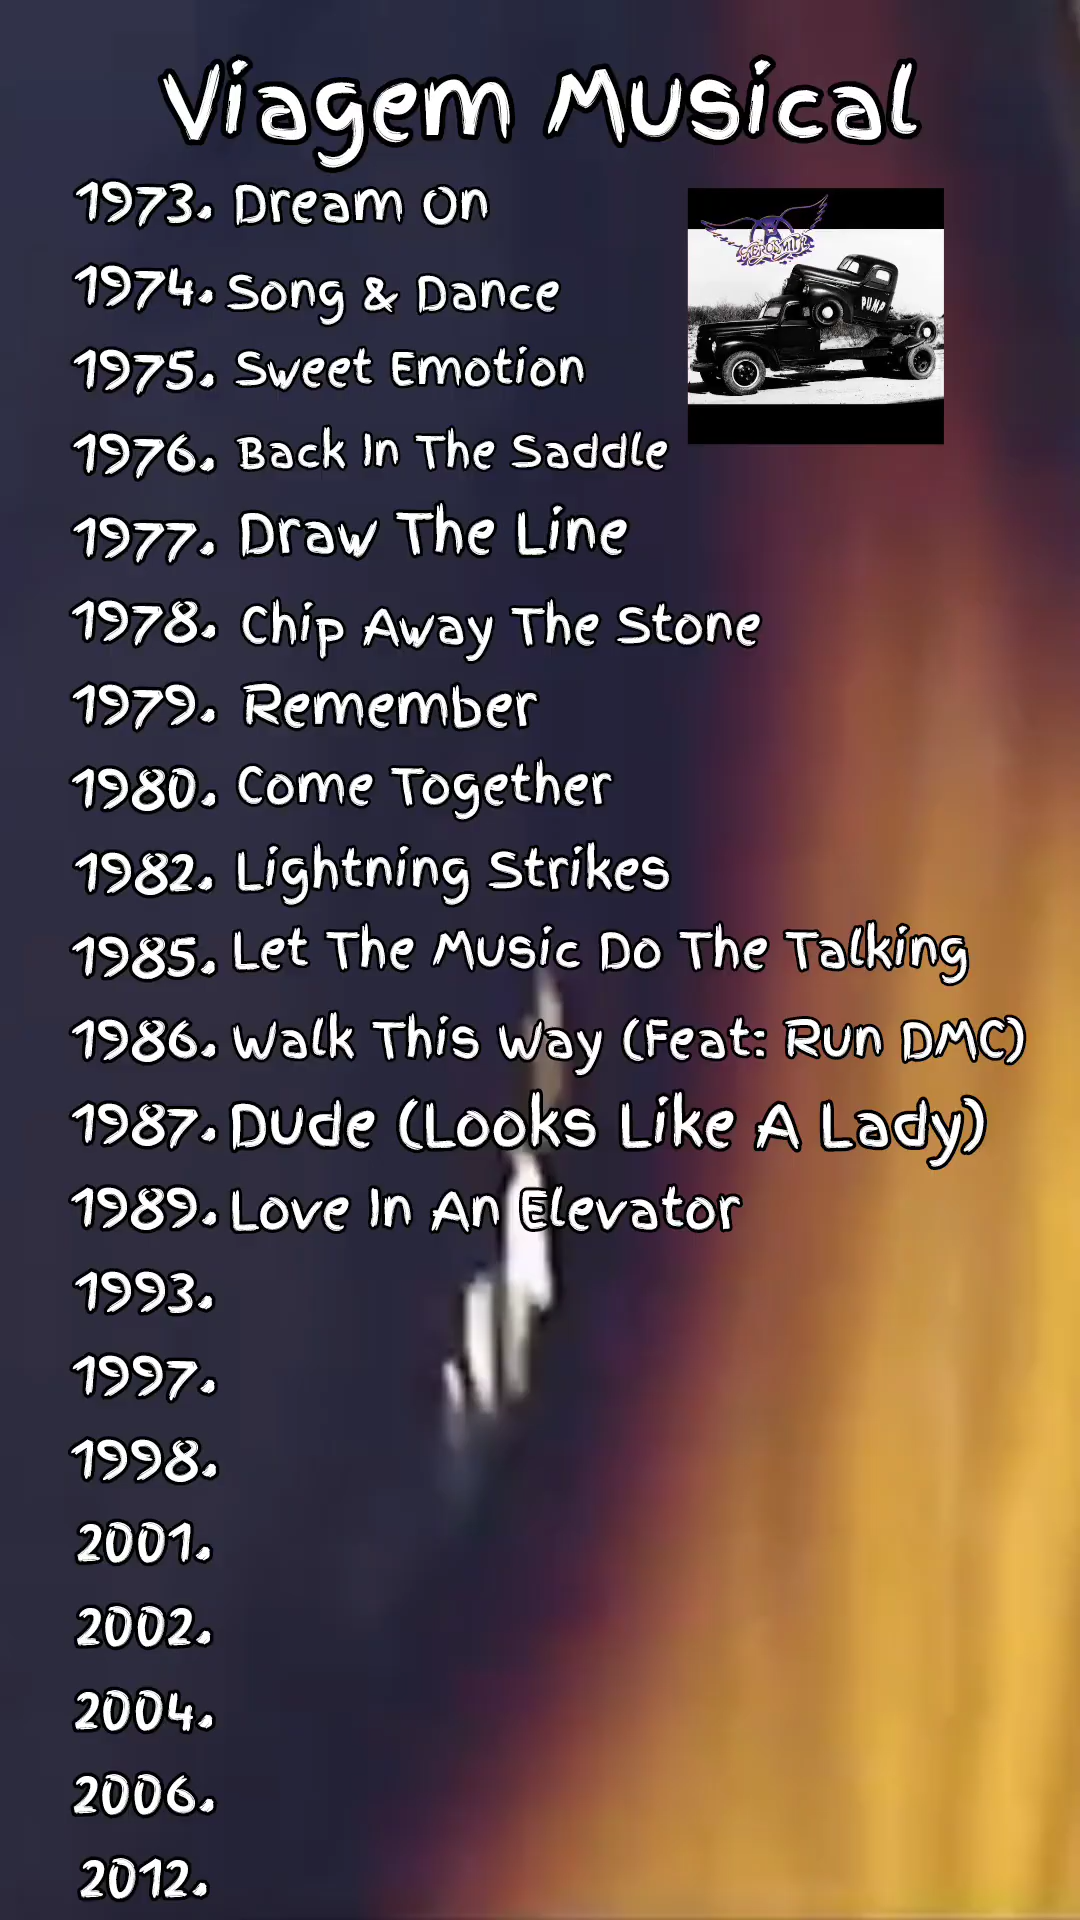 Viagem Musical
1973. Dream On
AEROSMITH
PUMP
1974. Song & Dance
1975. Sweet Emotion
1976. Back In The Saddle
1977. Draw The Line
1978. Chip Away The Stone
1979. Remember
1980. Come Together
1982. Lightning Strikes
1985. Let The Music Do The Talking
1986. Walk This Way (Feat: Run DMC)
1987. Dude (Looks Like A Lady)
1989. Love In An Elevator
1993.
1997.
1998.
2001.
2002.
2004.
2006.
2012.